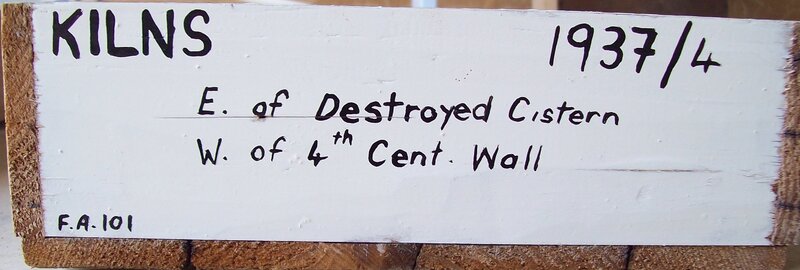 KILNS 1937/4
E. of Destroyed Cistern
W. of 4th Cent. Wall
F.A.101